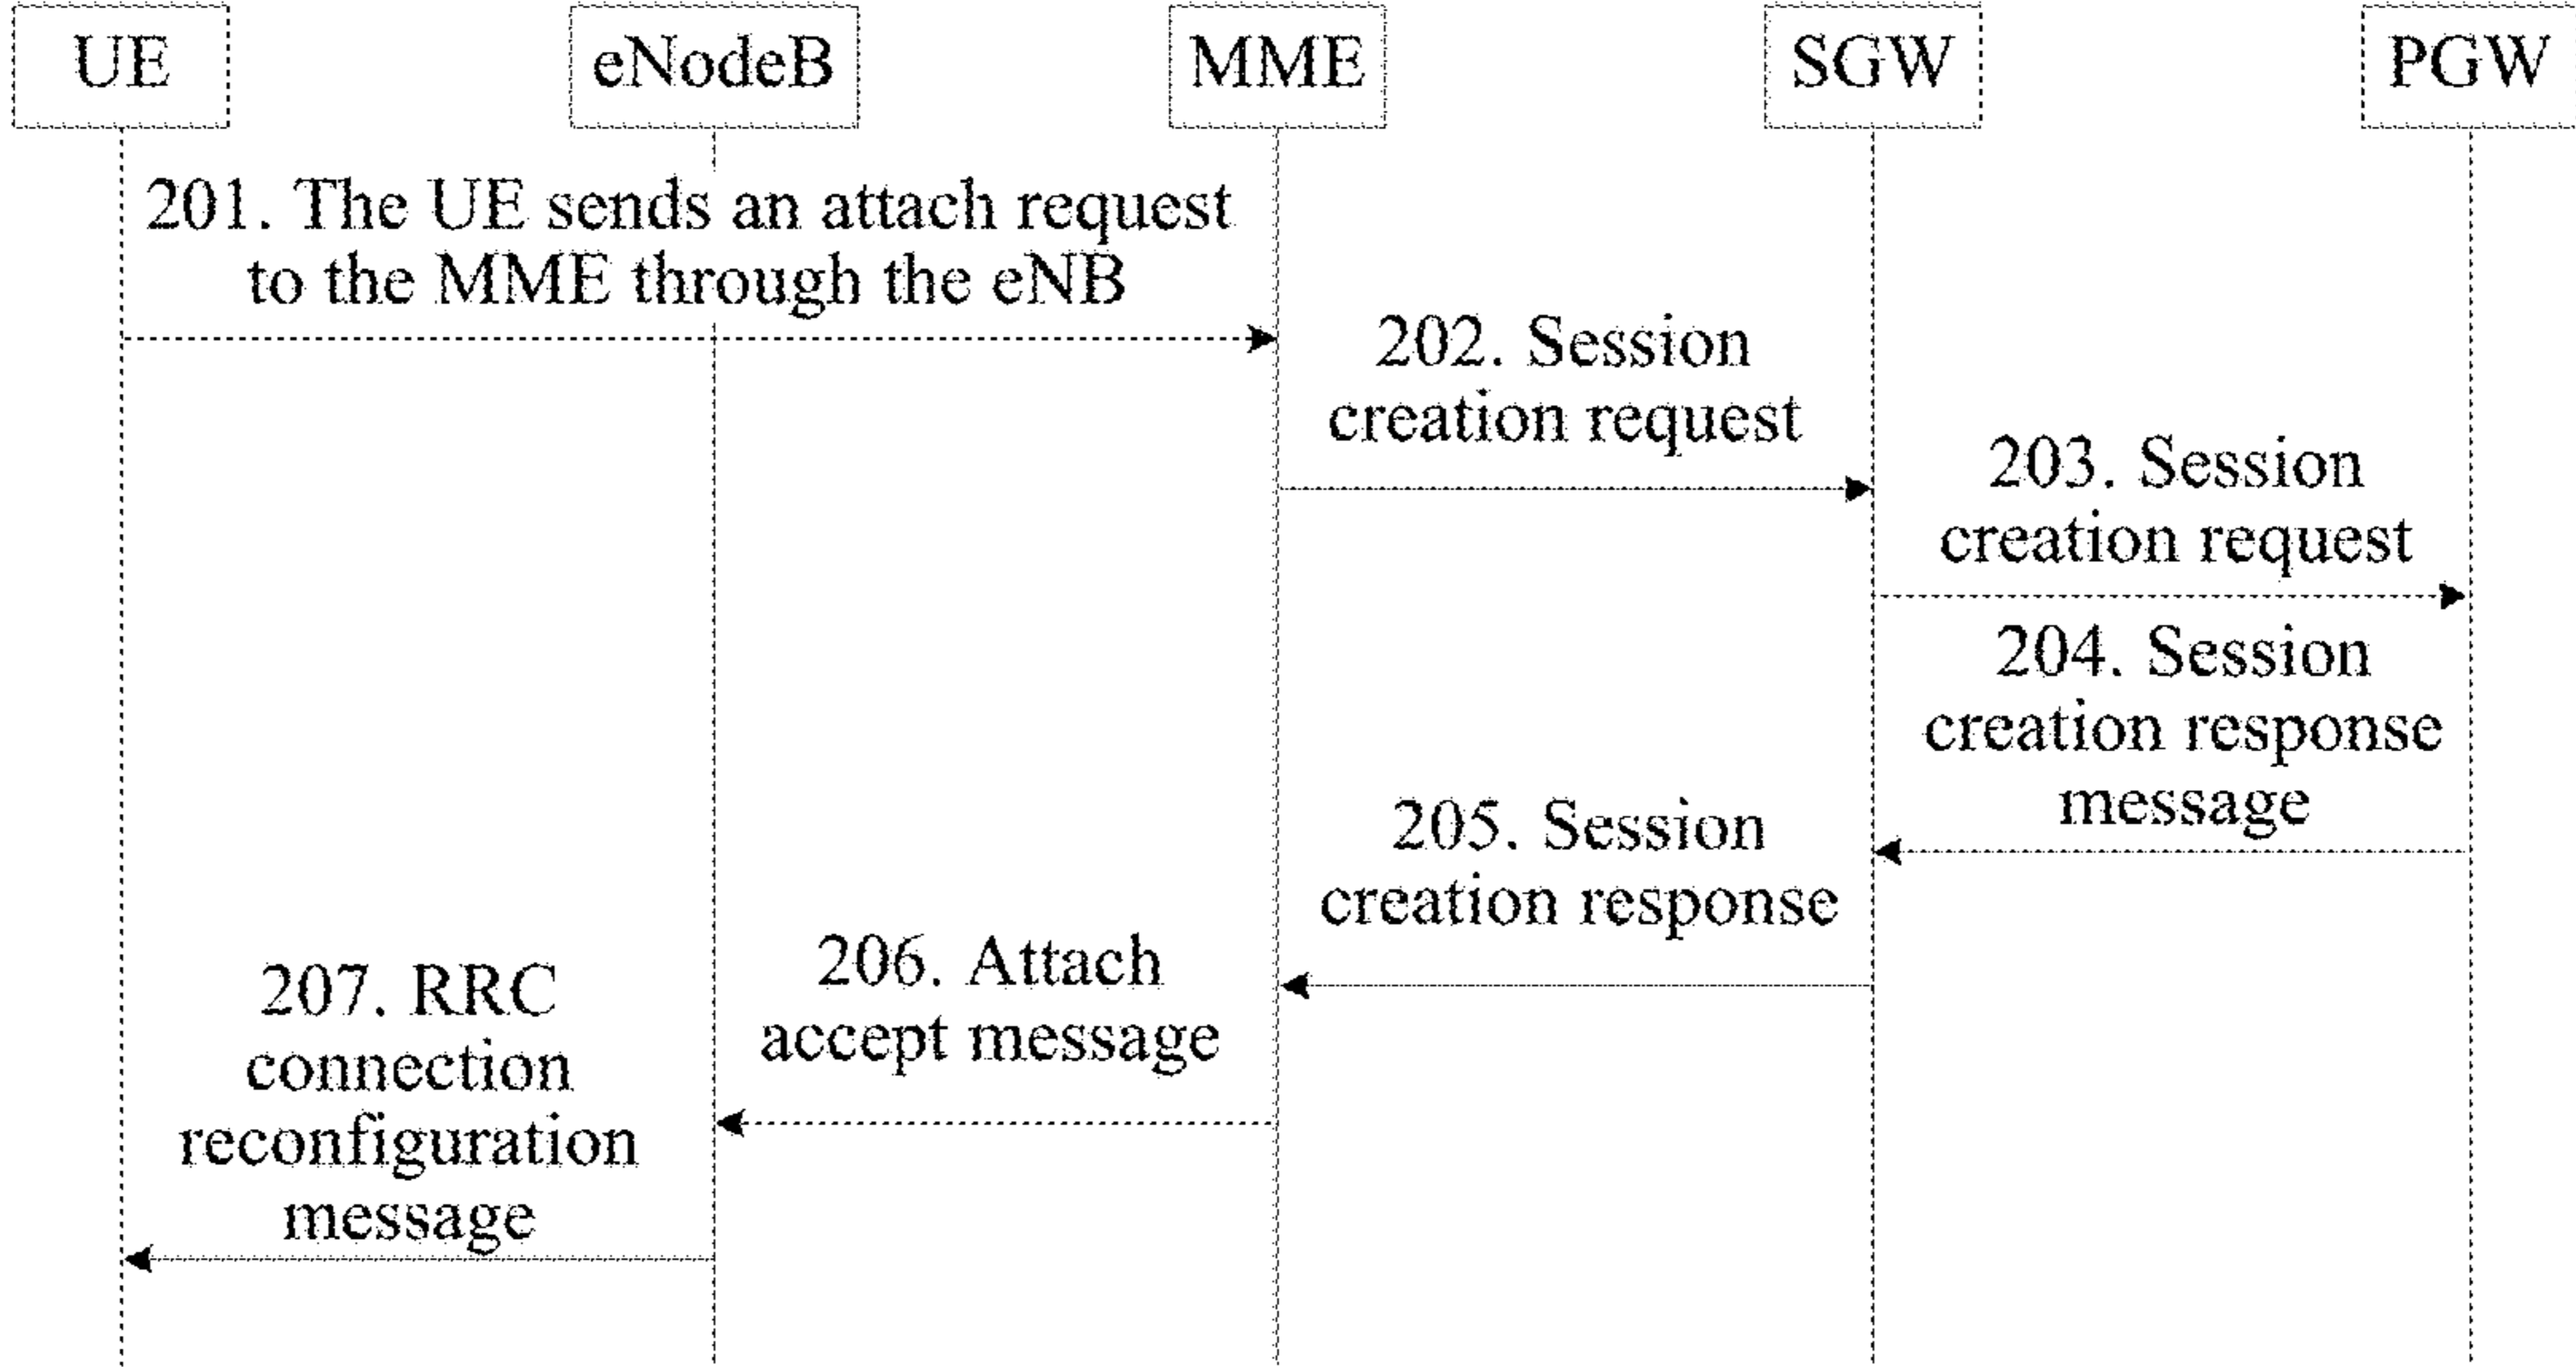 UE
eNodeB
MME
SGW
PGW
201. The UE sends an attach request
to the MME through the eNB
202. Session
creation request
203. Session
creation request
204. Session
creation response
message
205. Session
creation response
206. Attach
accept message
207. RRC
connection
reconfiguration
message